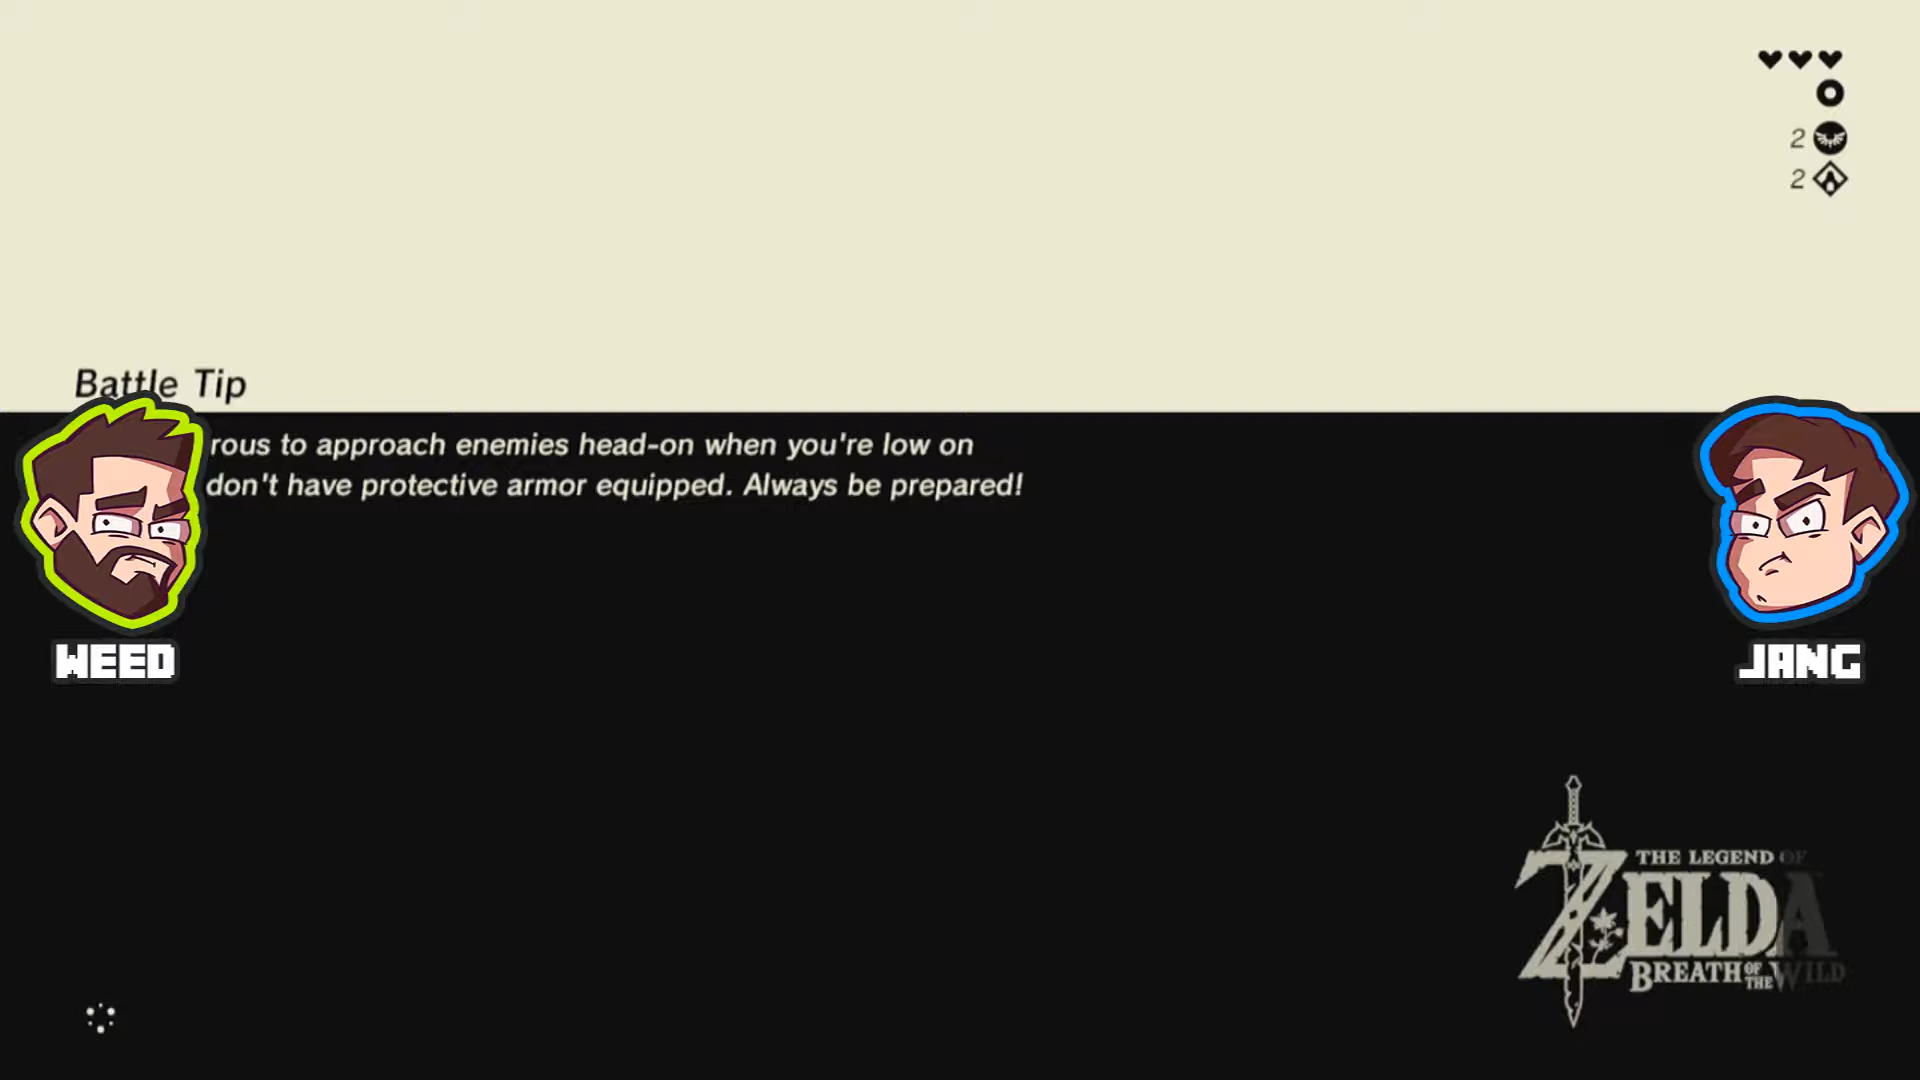 2
2
Battle Tip
rous to approach enemies head-on when you're low on
don't have protective armor equipped. Always be prepared!
WEED
JANG
THE LEGEND OF
ZELDA
BREATH OF THE WILD